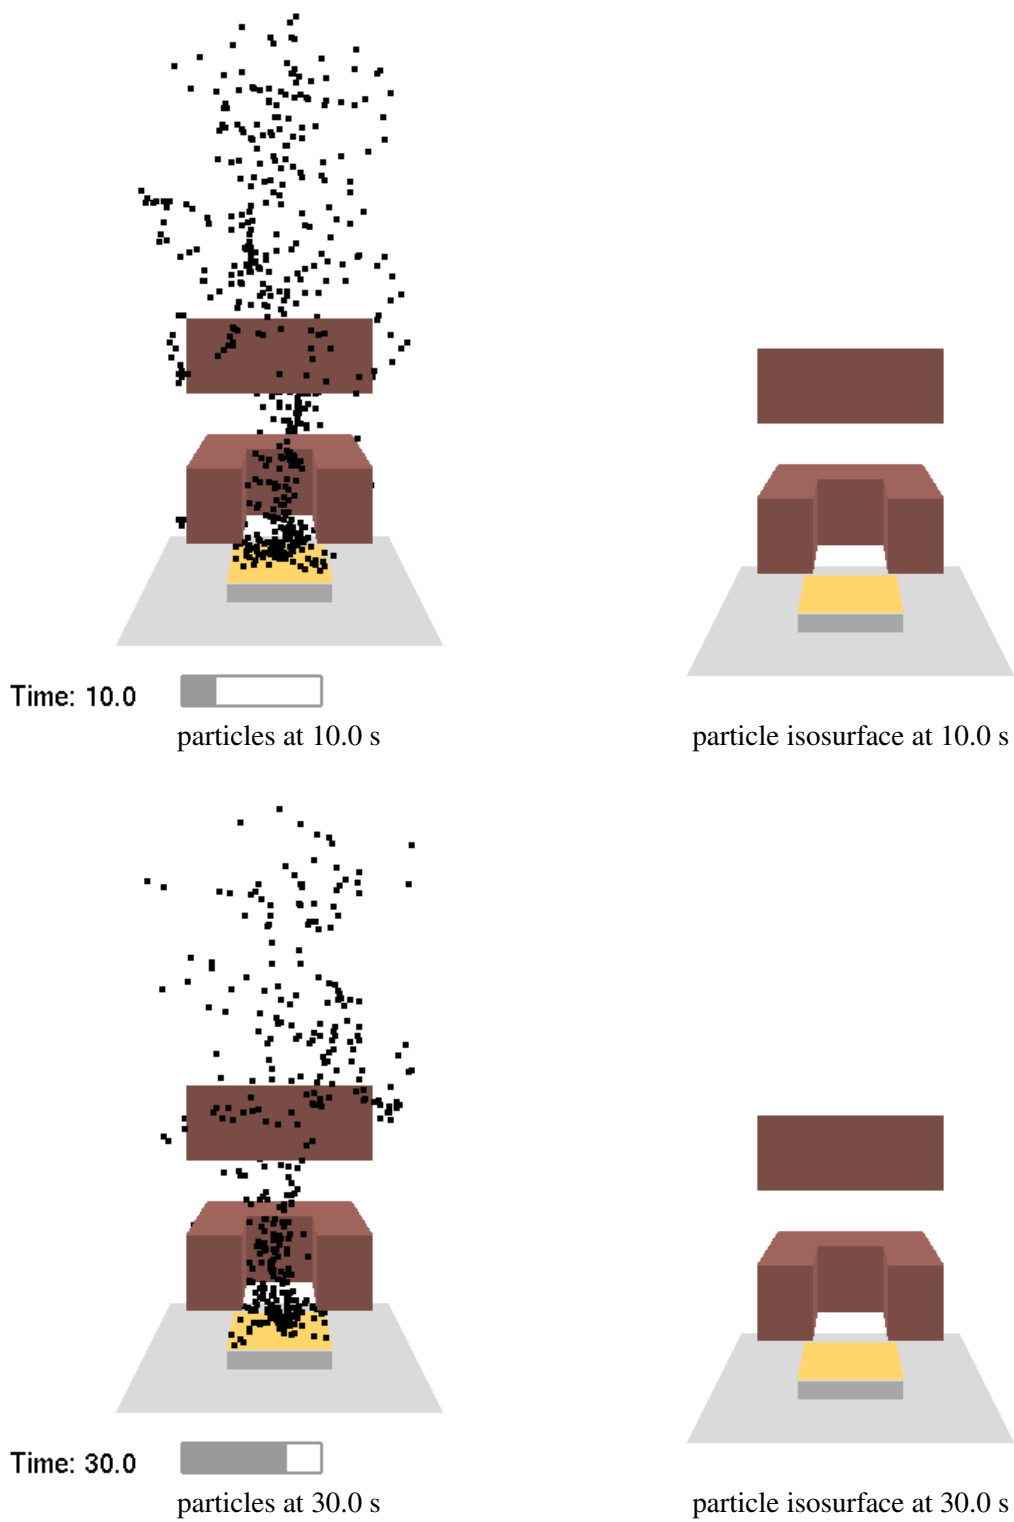 Time: 10.0
particles at 10.0 s
particle isosurface at 10.0 s
Time: 30.0
particles at 30.0 s
particle isosurface at 30.0 s